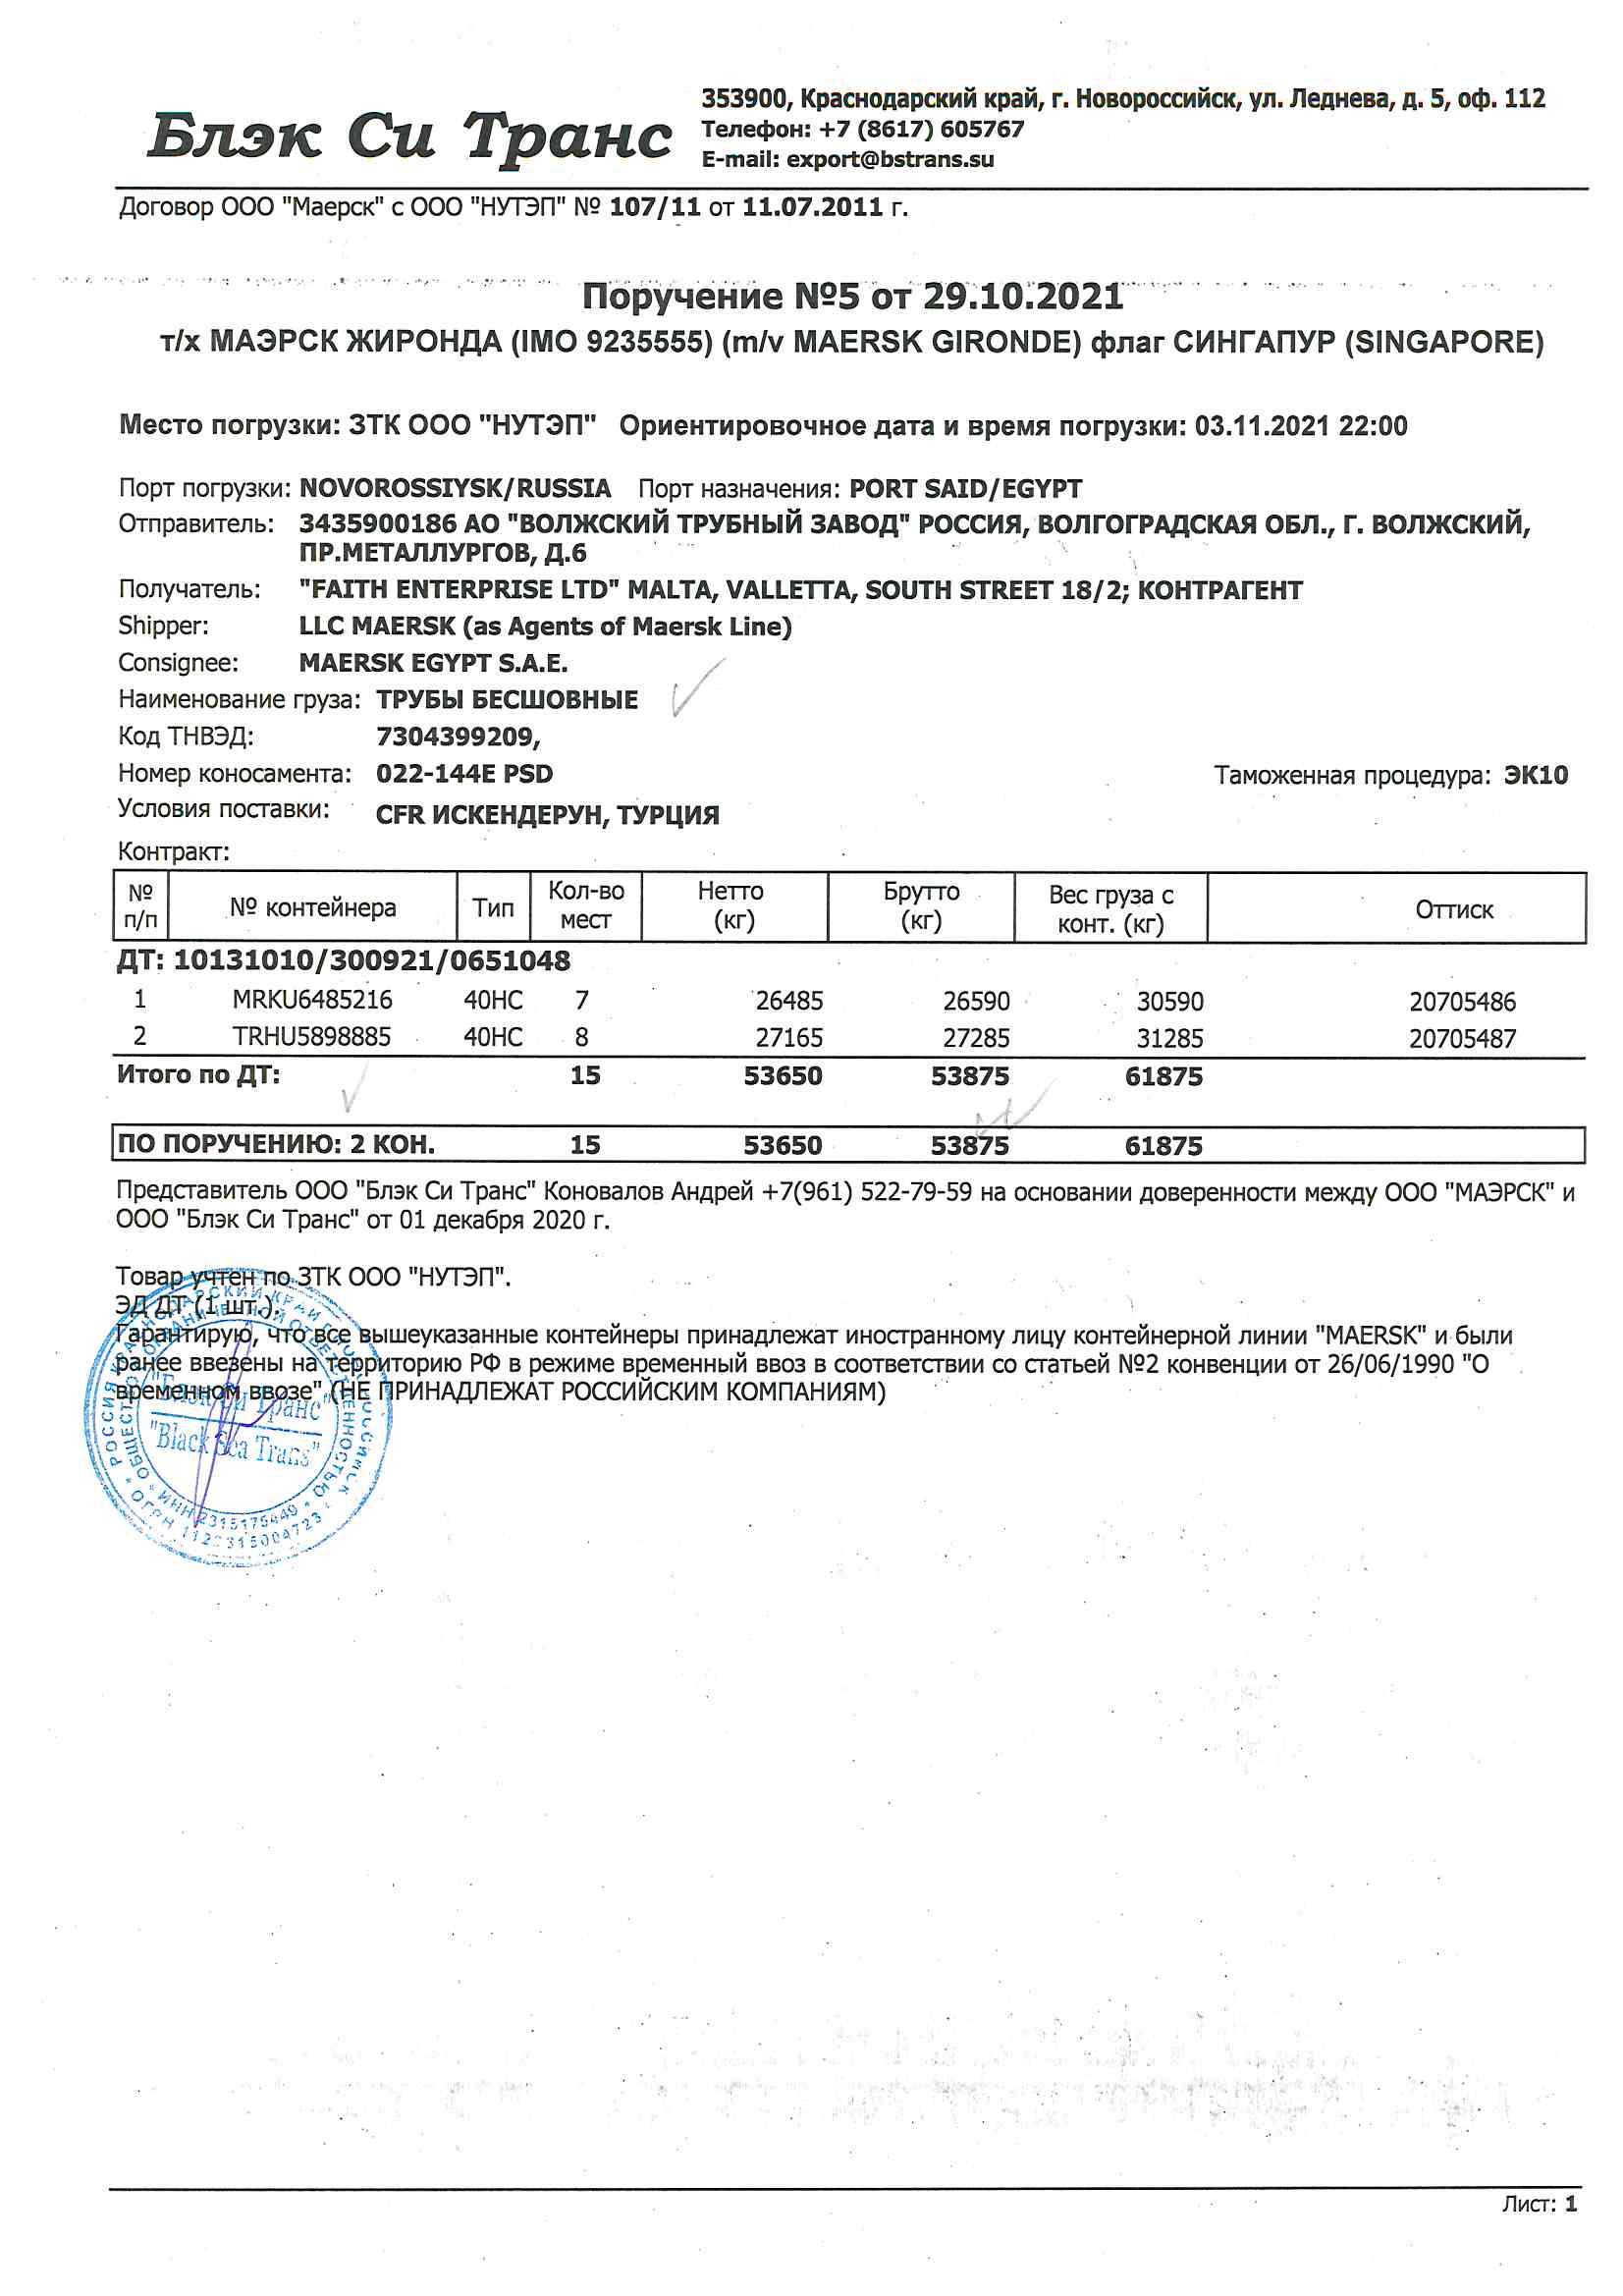 Блэк Си Транс
353900, Краснодарский край, г. Новороссийск, ул. Леднева, д. 5, оф. 112
Телефон: +7 (8617) 605767
E-mail: export@bstrans.su
Договор ООО "Маерск" с ООО "НУТЭП" № 107/11 от 11.07.2011 г.
Поручение №5 от 29.10.2021
т/х МАЭРСК ЖИРОНДА (IMO 9235555) (m/v MAERSK GIRONDE) флаг СИНГАПУР (SINGAPORE)
Место погрузки: ЗТК ООО "НУТЭП" Ориентировочное дата и время погрузки: 03.11.2021 22:00
Порт погрузки: NOVOROSSIYSK/RUSSIA Порт назначения: PORT SAID/EGYPT
Отправитель: 3435900186 АО "ВОЛЖСКИЙ ТРУБНЫЙ ЗАВОД" РОССИЯ, ВОЛГОГРАДСКАЯ ОБЛ., Г. ВОЛЖСКИЙ,
ПР.МЕТАЛЛУРГОВ, Д.6
Получатель: "FAITH ENTERPRISE LTD" MALTA, VALLETTA, SOUTH STREET 18/2; КОНТРАГЕНТ
Shipper: LLC MAERSK (as Agents of Maersk Line)
Consignee: MAERSK EGYPT S.A.E.
Наименование груза: ТРУБЫ БЕСШОВНЫЕ
Код ТНВЭД: 7304399209,
Номер коносамента: 022-144E PSD Таможенная процедура: ЭК10
Условия поставки: CFR ИСКЕНДЕРУН, ТУРЦИЯ
Контракт:
№ п/п № контейнера Тип Кол-во мест Нетто (кг) Брутто (кг) Вес груза с конт. (кг) Оттиск
ДТ: 10131010/300921/0651048
1 MRKU6485216 40HC 7 26485 26590 30590 20705486
2 TRHU5898885 40HC 8 27165 27285 31285 20705487
Итого по ДТ: 15 53650 53875 61875
ПО ПОРУЧЕНИЮ: 2 КОН. 15 53650 53875 61875
Представитель ООО "Блэк Си Транс" Коновалов Андрей +7(961) 522-79-59 на основании доверенности между ООО "МАЭРСК" и
ООО "Блэк Си Транс" от 01 декабря 2020 г.
Товар учтен по ЗТК ООО "НУТЭП".
ЭД ДТ (1 шт.).
Гарантирую, что все вышеуказанные контейнеры принадлежат иностранному лицу контейнерной линии "MAERSK" и были
ранее ввезены на территорию РФ в режиме временный ввоз в соответствии со статьей №2 конвенции от 26/06/1990 "О
временном ввозе" (НЕ ПРИНАДЛЕЖАТ РОССИЙСКИМ КОМПАНИЯМ)
"Блэк Си Транс"
"Black Sea Trans"
Лист: 1